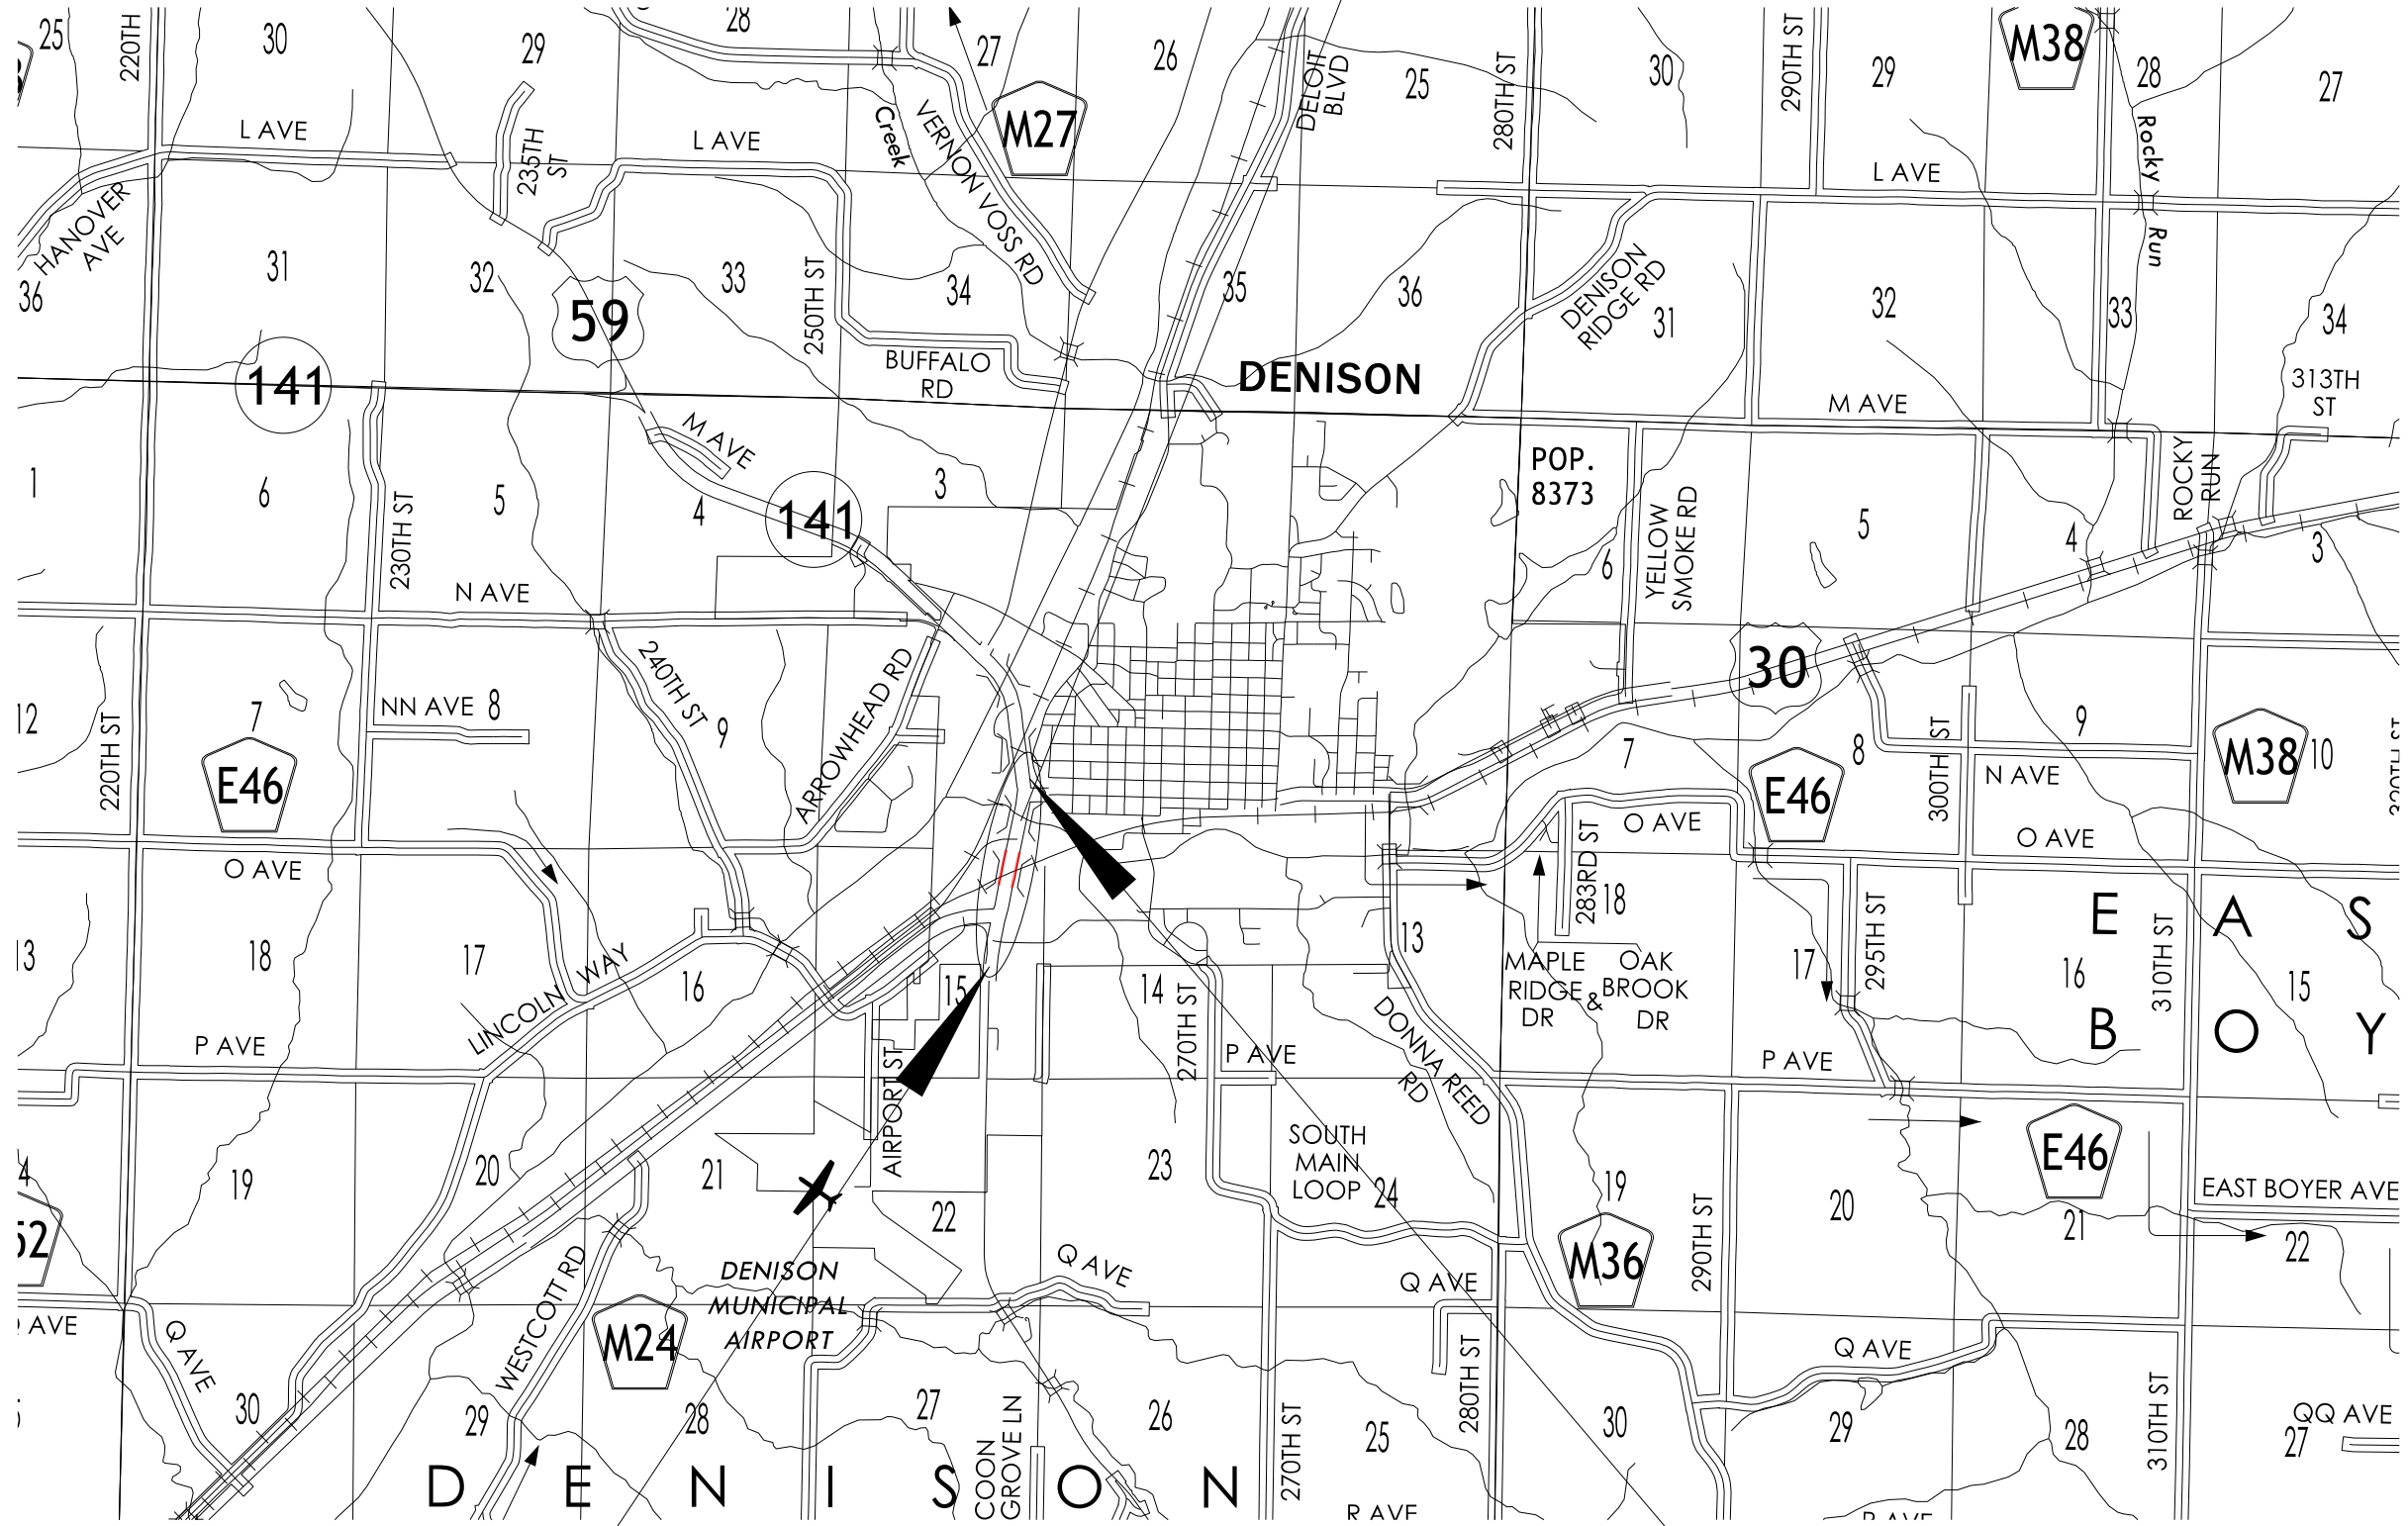 25
220TH
30
29
28
27
26
DELOIT
BLVD
25
280TH ST
30
290TH ST
29
M38
28
27
L AVE
235TH
ST
L AVE
Creek
VERNON VOSS RD
M27
L AVE
Rocky
Run
HANOVER
AVE
36
31
32
59
33
250TH ST
34
35
36
DENISON
RIDGE RD
31
32
33
34
141
BUFFALO
RD
DENISON
M AVE
313TH
ST
M AVE
1
6
230TH ST
5
4
141
3
POP.
8373
6
YELLOW
SMOKE RD
5
4
ROCKY
RUN
3
N AVE
240TH ST
ARROWHEAD RD
30
12
220TH ST
7
NN AVE
8
9
7
8
300TH ST
9
M38
10
320TH ST
E46
E46
N AVE
O AVE
O AVE
O AVE
283RD ST
18
295TH ST
E A S
13
18
17
LINCOLN WAY
16
15
14
270TH ST
13
MAPLE
RIDGE
DR
&
OAK
BROOK
DR
17
16
310TH ST
15
B O Y
P AVE
AIRPORT ST
P AVE
DONNA REED
RD
P AVE
19
20
21
22
23
SOUTH
MAIN
LOOP
24
19
290TH ST
20
E46
21
EAST BOYER AVE
22
M36
WESTCOTT RD
DENISON
MUNICIPAL
AIRPORT
Q AVE
Q AVE
AVE
Q AVE
M24
Q AVE
30
29
28
27
COON
GROVE LN
26
270TH ST
25
280TH ST
30
29
28
310TH ST
QQ AVE
27
D E N I S O N
R AVE